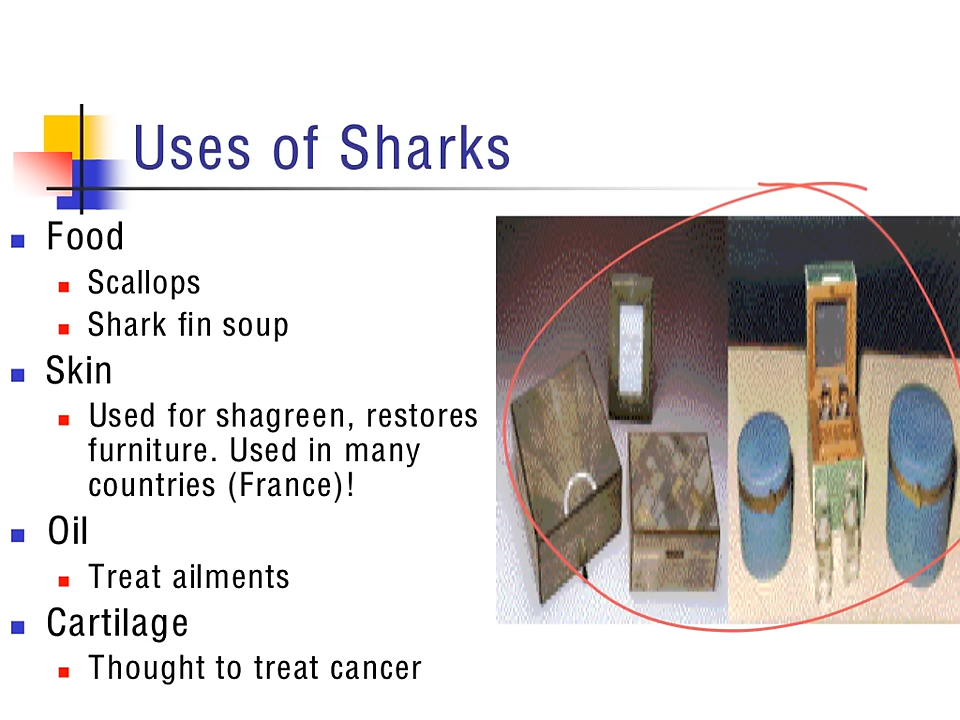 Uses of Sharks
Food
Scallops
Shark fin soup
Skin
Used for shagreen, restores
furniture. Used in many
countries (France)!
Oil
Treat ailments
Cartilage
Thought to treat cancer